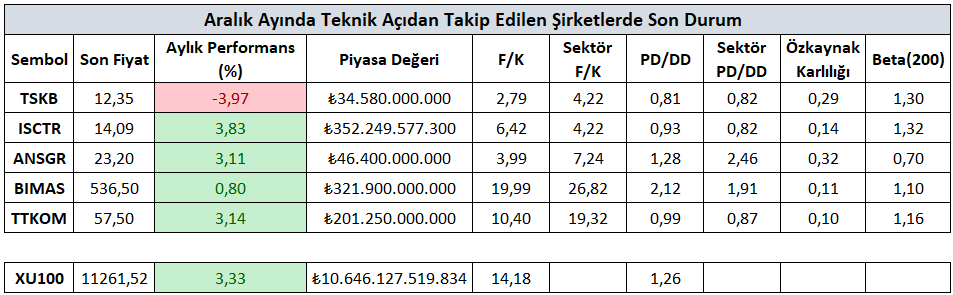 Aralık Ayında Teknik Açıdan Takip Edilen Şirketlerde Son Durum
Sembol Son Fiyat Aylık Performans (%) Piyasa Değeri F/K Sektör F/K PD/DD Sektör PD/DD Özkaynak Karlılığı Beta(200)
TSKB 12,35 -3,97 ₺34.580.000.000 2,79 4,22 0,81 0,82 0,29 1,30
ISCTR 14,09 3,83 ₺352.249.577.300 6,42 4,22 0,93 0,82 0,14 1,32
ANSGR 23,20 3,11 ₺46.400.000.000 3,99 7,24 1,28 2,46 0,32 0,70
BIMAS 536,50 0,80 ₺321.900.000.000 19,99 26,82 2,12 1,91 0,11 1,10
TTKOM 57,50 3,14 ₺201.250.000.000 10,40 19,32 0,99 0,87 0,10 1,16
XU100 11261,52 3,33 ₺10.646.127.519.834 14,18 1,26